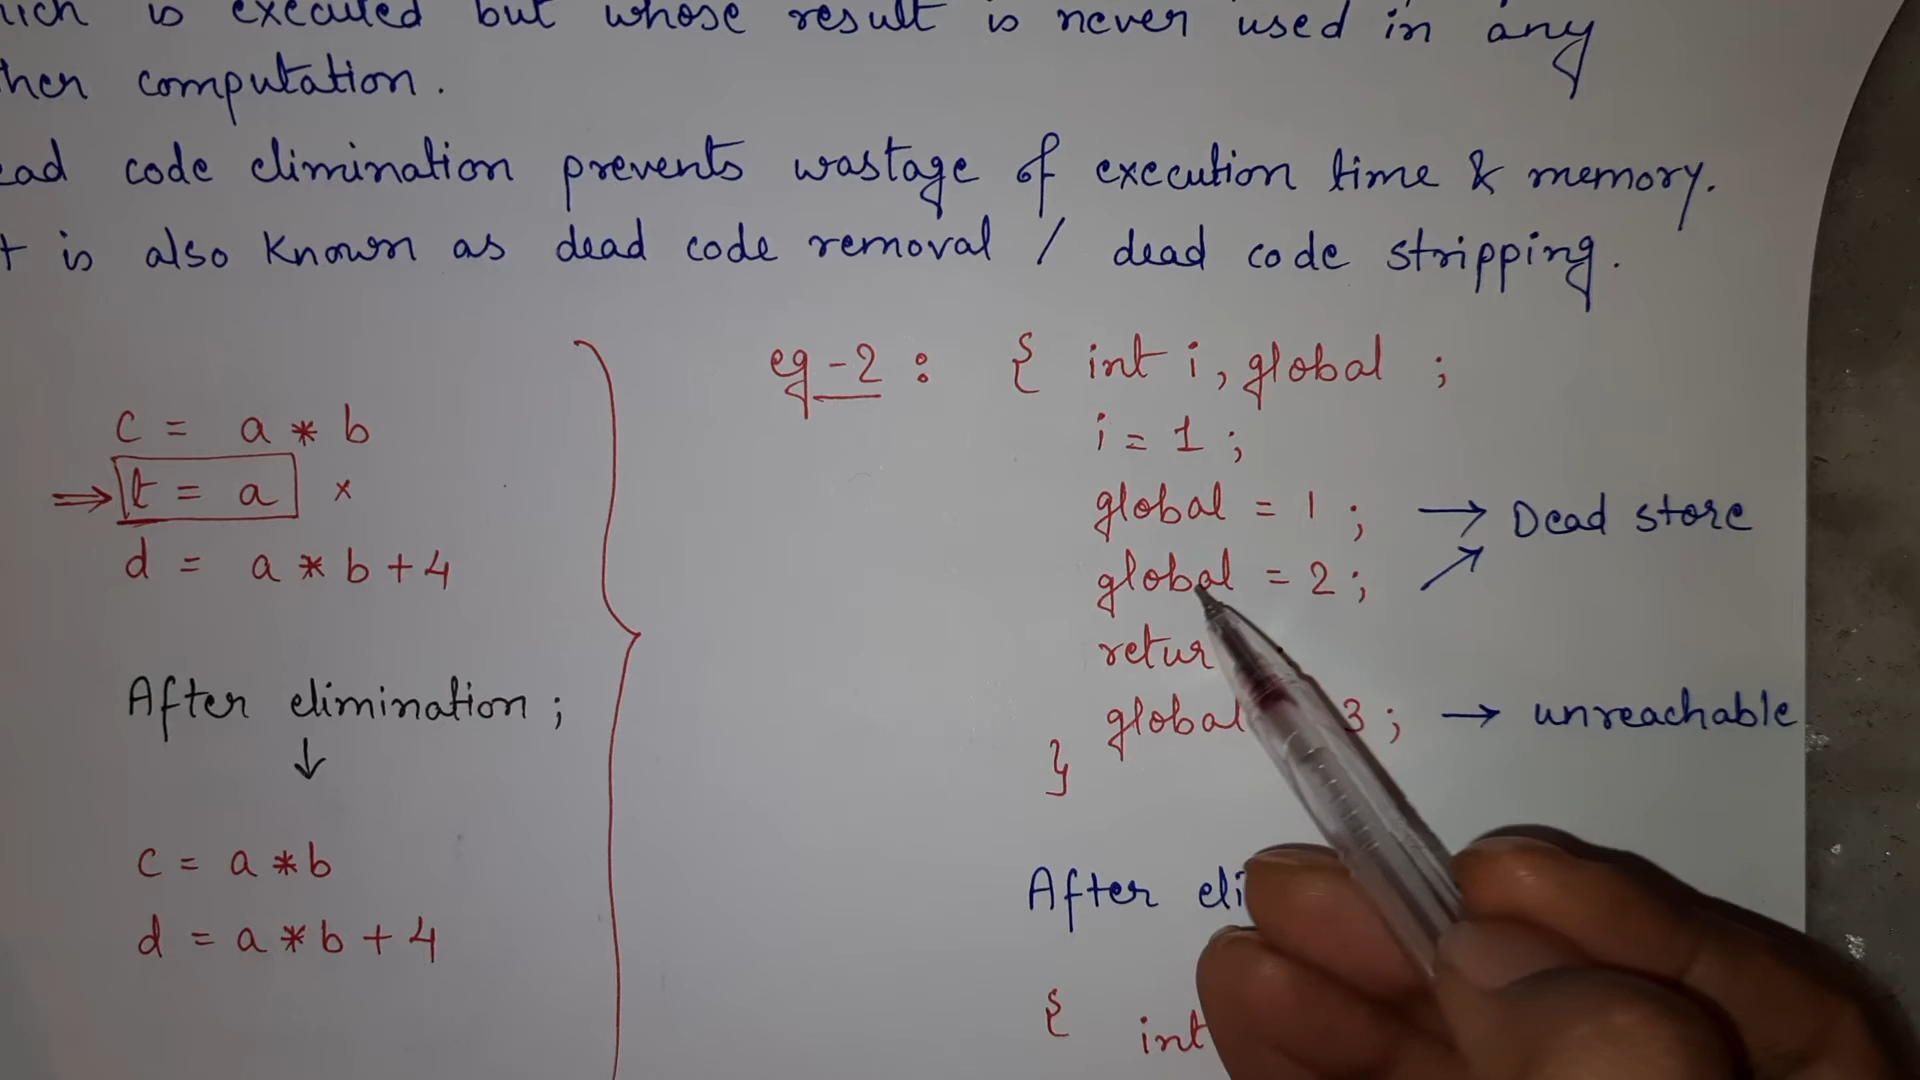 is executed but whose result is never used in any
computation.
code elimination prevents wastage of execution time & memory.
is also known as dead code removal / dead code stripping.
c = a * b
⇒ t = a ×
d = a * b + 4
After elimination ;
↓
c = a * b
d = a * b + 4
eg-2 : { int i, global ;
i = 1 ;
global = 1 ; → Dead store
global = 2 ; ↗
retur
global 3 ; → unreachable
}
After eli
{ int